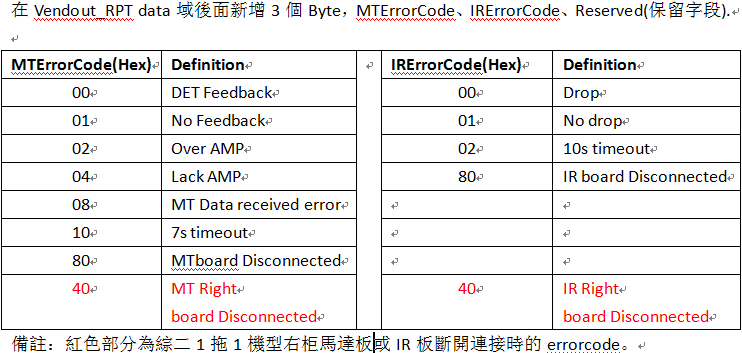 在 Vendout_RPT data 域後面新增 3 個 Byte，MTErrorCode、IRErrorCode、Reserved(保留字段).
MTErrorCode(Hex) Definition IRErrorCode(Hex) Definition
00 DET Feedback 00 Drop
01 No Feedback 01 No drop
02 Over AMP 02 10s timeout
04 Lack AMP 80 IR board Disconnected
08 MT Data received error
10 7s timeout
80 MTboard Disconnected
40 MT Right 40 IR Right
board Disconnected board Disconnected
備註：紅色部分為綜二 1 拖 1 機型右柜馬達板或 IR 板斷開連接時的 errorcode。